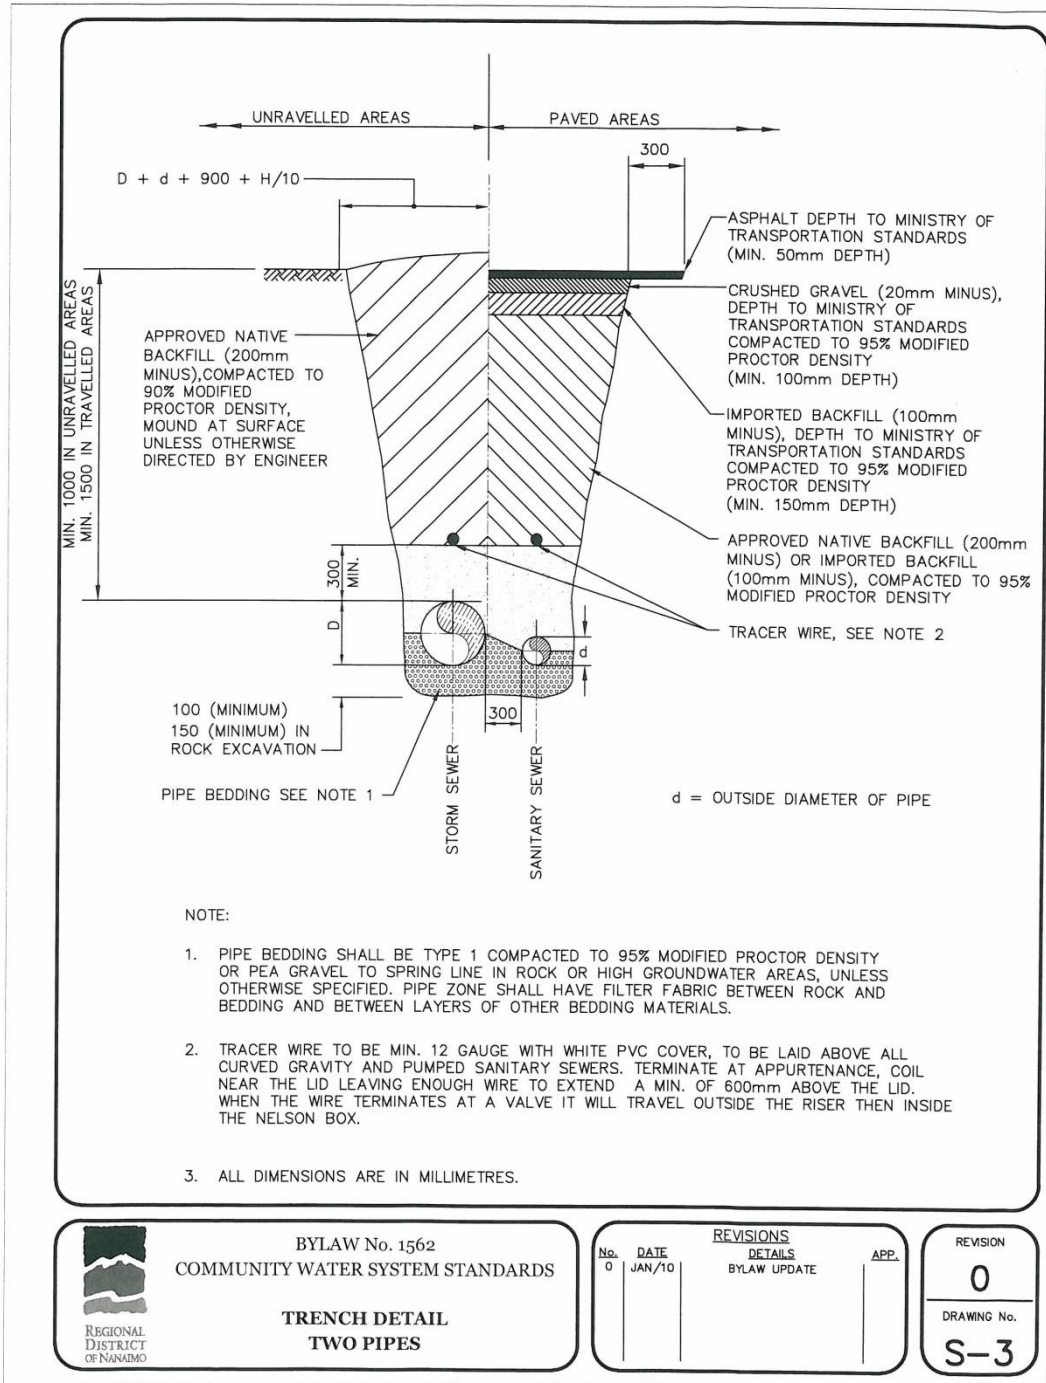 UNRAVELLED AREAS
PAVED AREAS
300
D + d + 900 + H/10
MIN. 1000 IN UNRAVELLED AREAS
MIN. 1500 IN TRAVELLED AREAS
APPROVED NATIVE
BACKFILL (200mm
MINUS),COMPACTED TO
90% MODIFIED
PROCTOR DENSITY,
MOUND AT SURFACE
UNLESS OTHERWISE
DIRECTED BY ENGINEER
ASPHALT DEPTH TO MINISTRY OF
TRANSPORTATION STANDARDS
(MIN. 50mm DEPTH)
CRUSHED GRAVEL (20mm MINUS),
DEPTH TO MINISTRY OF
TRANSPORTATION STANDARDS
COMPACTED TO 95% MODIFIED
PROCTOR DENSITY
(MIN. 100mm DEPTH)
IMPORTED BACKFILL (100mm
MINUS), DEPTH TO MINISTRY OF
TRANSPORTATION STANDARDS
COMPACTED TO 95% MODIFIED
PROCTOR DENSITY
(MIN. 150mm DEPTH)
APPROVED NATIVE BACKFILL (200mm
MINUS) OR IMPORTED BACKFILL
(100mm MINUS), COMPACTED TO 95%
MODIFIED PROCTOR DENSITY
TRACER WIRE, SEE NOTE 2
300
MIN.
D
d
300
100 (MINIMUM)
150 (MINIMUM) IN
ROCK EXCAVATION
PIPE BEDDING SEE NOTE 1
STORM SEWER
SANITARY SEWER
d = OUTSIDE DIAMETER OF PIPE
NOTE:
1. PIPE BEDDING SHALL BE TYPE 1 COMPACTED TO 95% MODIFIED PROCTOR DENSITY
OR PEA GRAVEL TO SPRING LINE IN ROCK OR HIGH GROUNDWATER AREAS, UNLESS
OTHERWISE SPECIFIED. PIPE ZONE SHALL HAVE FILTER FABRIC BETWEEN ROCK AND
BEDDING AND BETWEEN LAYERS OF OTHER BEDDING MATERIALS.
2. TRACER WIRE TO BE MIN. 12 GAUGE WITH WHITE PVC COVER, TO BE LAID ABOVE ALL
CURVED GRAVITY AND PUMPED SANITARY SEWERS. TERMINATE AT APPURTENANCE, COIL
NEAR THE LID LEAVING ENOUGH WIRE TO EXTEND A MIN. OF 600mm ABOVE THE LID.
WHEN THE WIRE TERMINATES AT A VALVE IT WILL TRAVEL OUTSIDE THE RISER THEN INSIDE
THE NELSON BOX.
3. ALL DIMENSIONS ARE IN MILLIMETRES.
REGIONAL
DISTRICT
OF NANAIMO
BYLAW No. 1562
COMMUNITY WATER SYSTEM STANDARDS
TRENCH DETAIL
TWO PIPES
REVISIONS
No. DATE DETAILS APP.
0 JAN/10 BYLAW UPDATE
REVISION
0
DRAWING No.
S-3